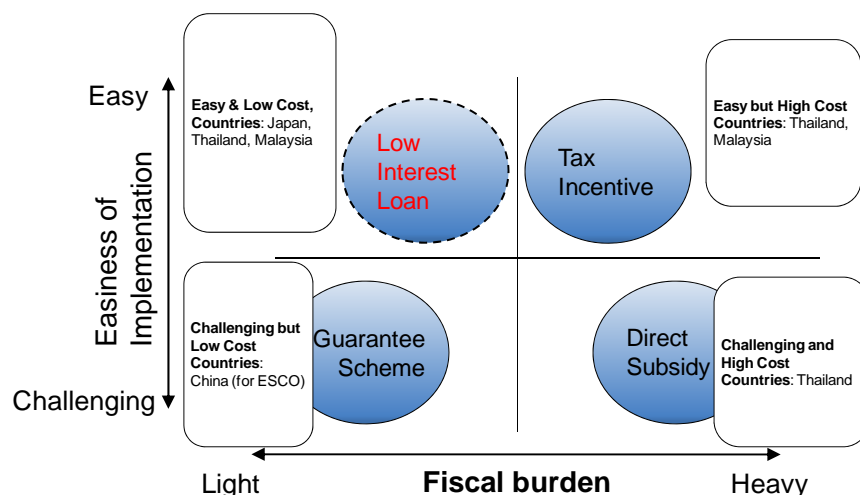 Easy
Easiness of
Implementation
Challenging
Easy & Low Cost,
Countries: Japan,
Thailand, Malaysia
Low
Interest
Loan
Tax
Incentive
Easy but High Cost
Countries: Thailand,
Malaysia
Challenging but
Low Cost
Countries:
China (for ESCO)
Guarantee
Scheme
Direct
Subsidy
Challenging and
High Cost
Countries: Thailand
Light
Fiscal burden
Heavy